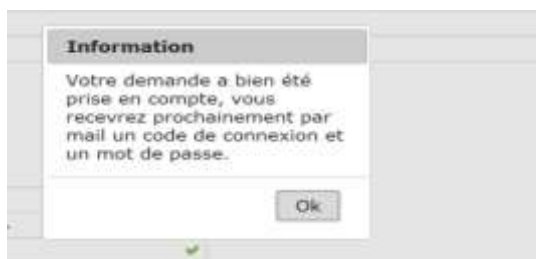 Information
Votre demande a bien été
prise en compte, vous
recevrez prochainement par
mail un code de connexion et
un mot de passe.
Ok